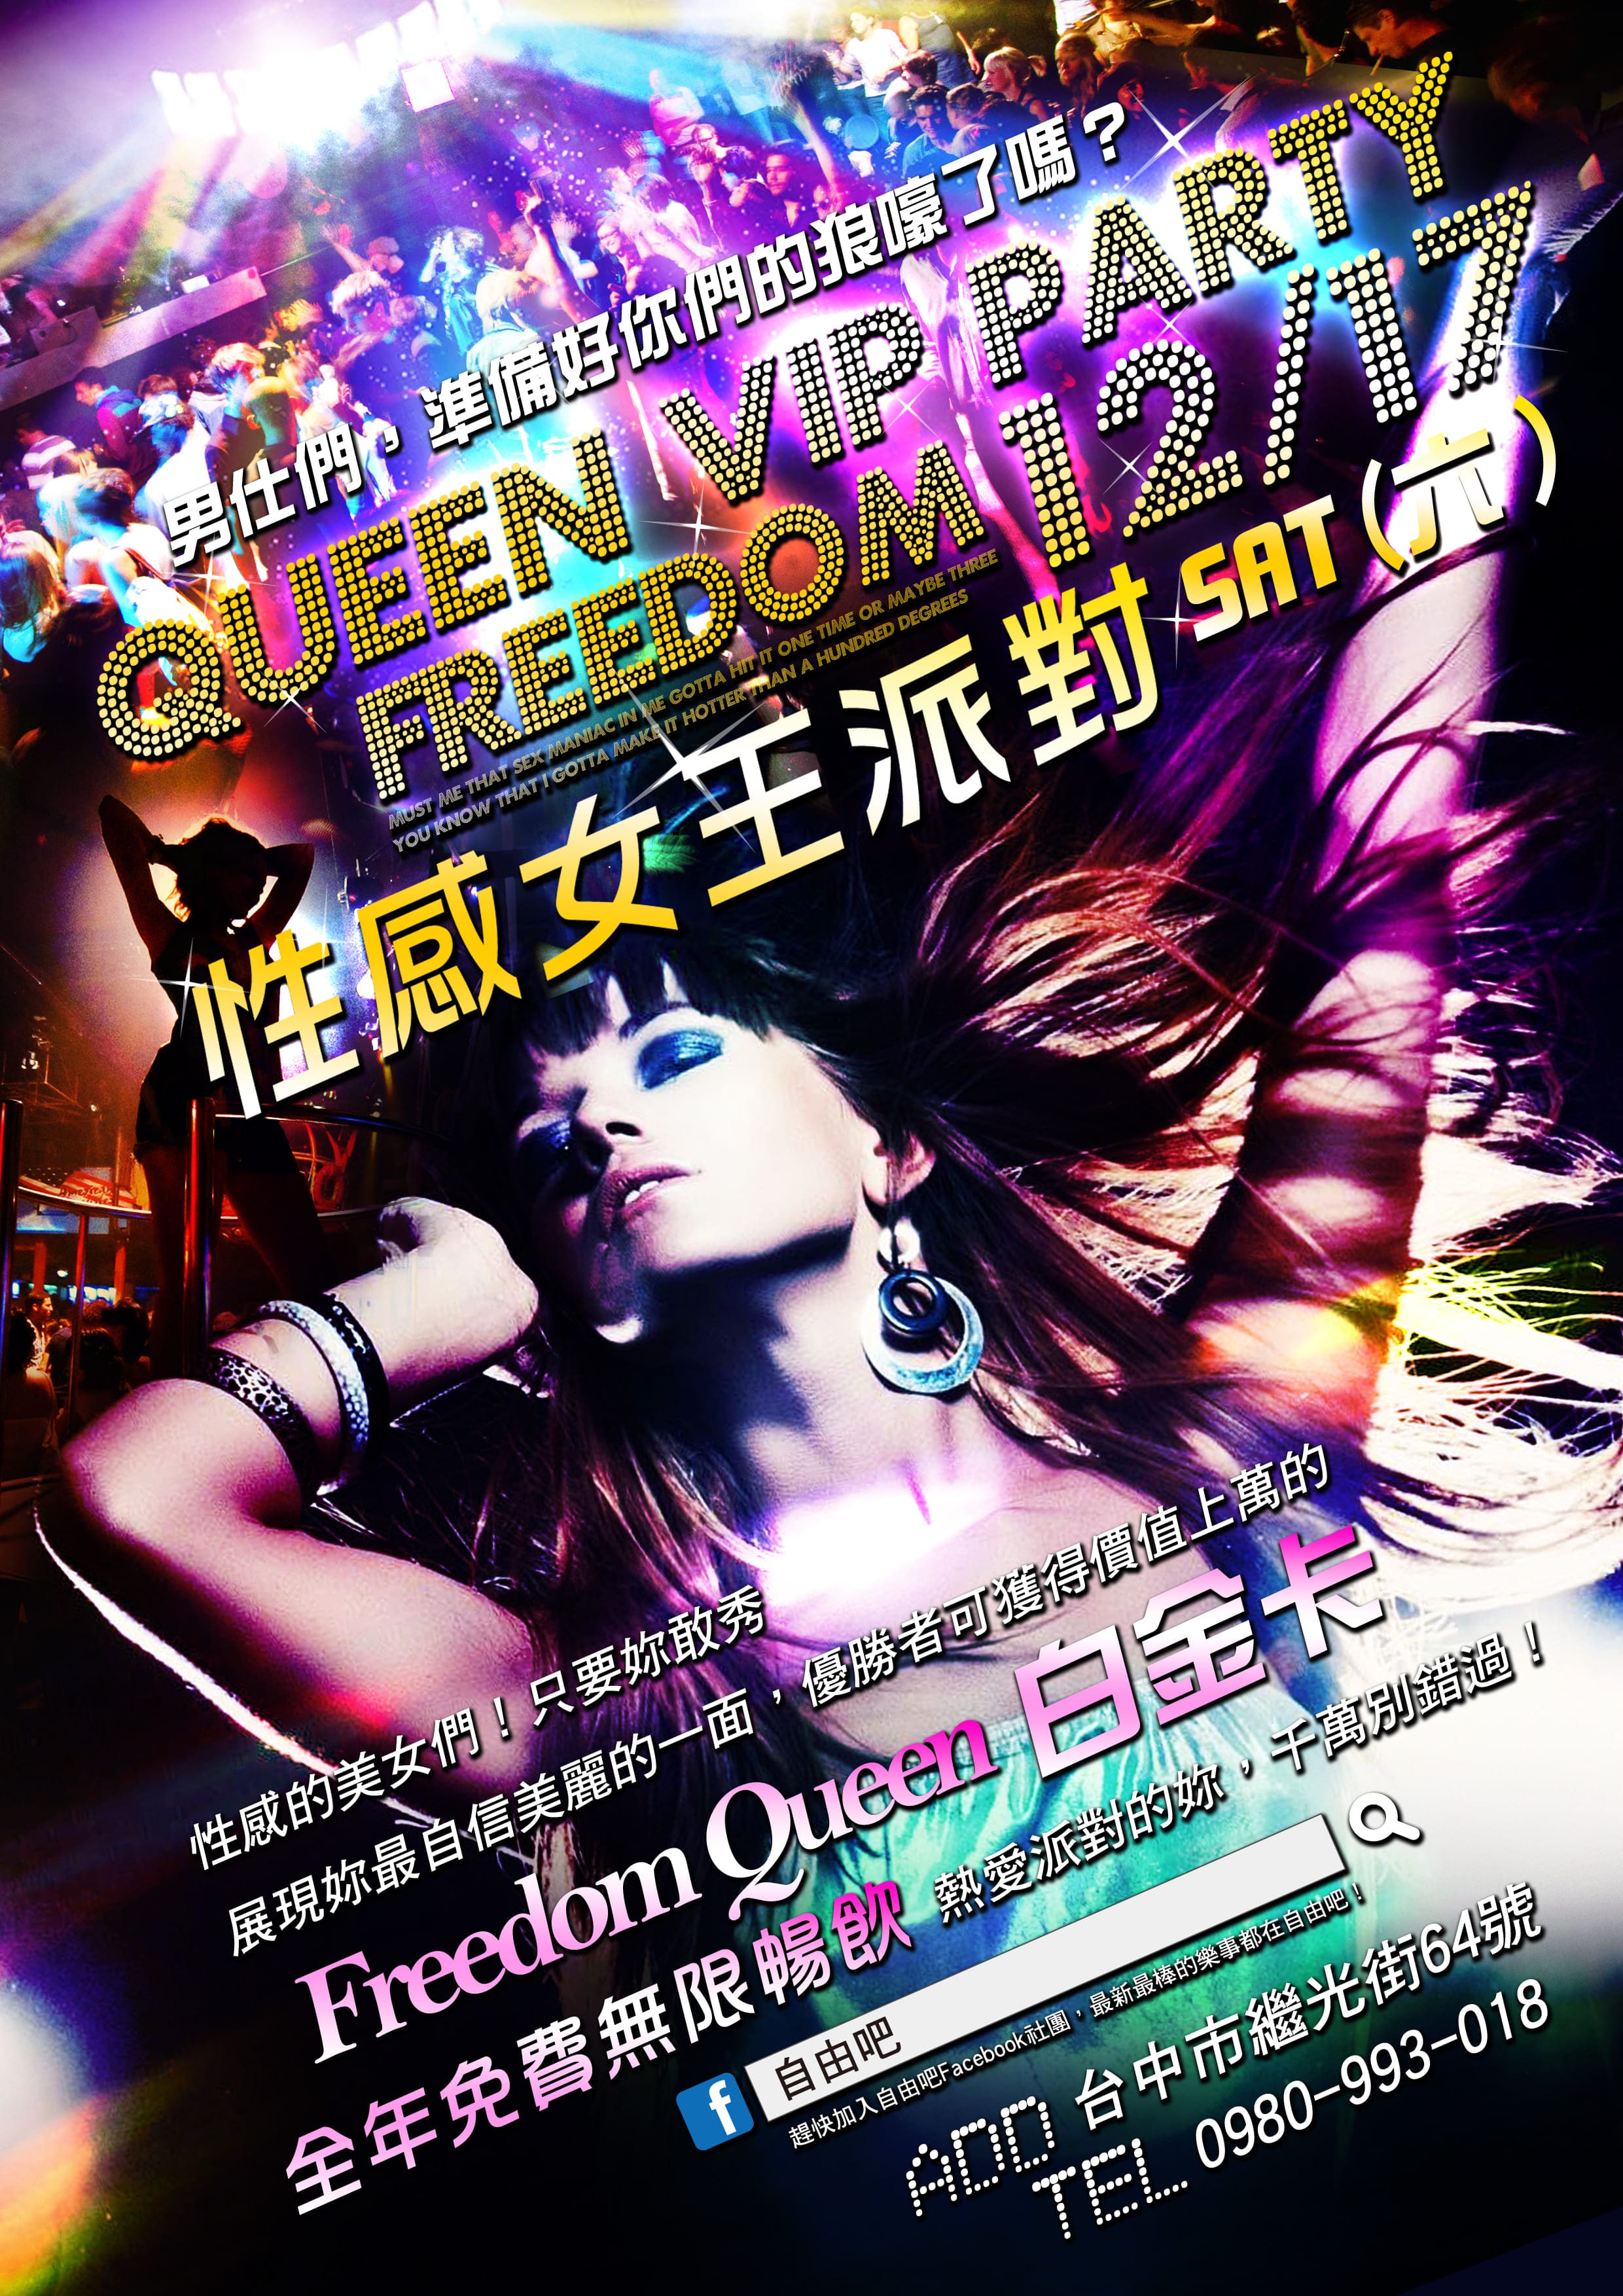 男仕們，準備好你們的狼嚎了嗎？
QUEEN VIP PARTY
FREEDOM 12/17
MUST ME THAT SEX MANIAC IN ME GOTTA HIT IT ONE TIME OR MAYBE THREE
YOU KNOW THAT I GOTTA MAKE IT HOTTER THAN A HUNDRED DEGREES
性感女王派對 SAT(六)
性感的美女們！只要妳敢秀
展現妳最自信美麗的一面，優勝者可獲得價值上萬的
Freedom Queen 白金卡
全年免費無限暢飲 熱愛派對的妳，千萬別錯過！
f 自由吧
趕快加入自由吧Facebook社團，最新最棒的樂事都在自由吧！
ADD 台中市繼光街64號
TEL 0980-993-018